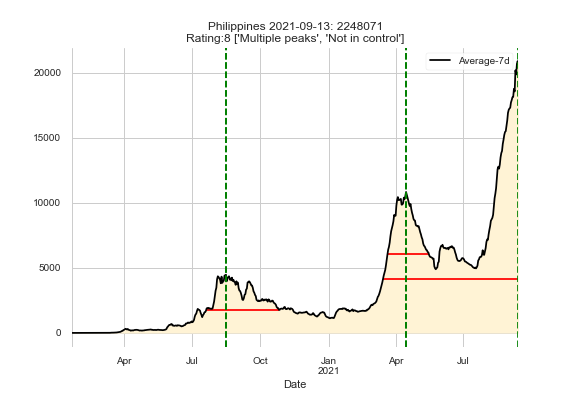 Philippines 2021-09-13: 2248071
Rating:8 ['Multiple peaks', 'Not in control']
Average-7d
20000
15000
10000
5000
0
Apr Jul Oct Jan Apr Jul
2021
Date